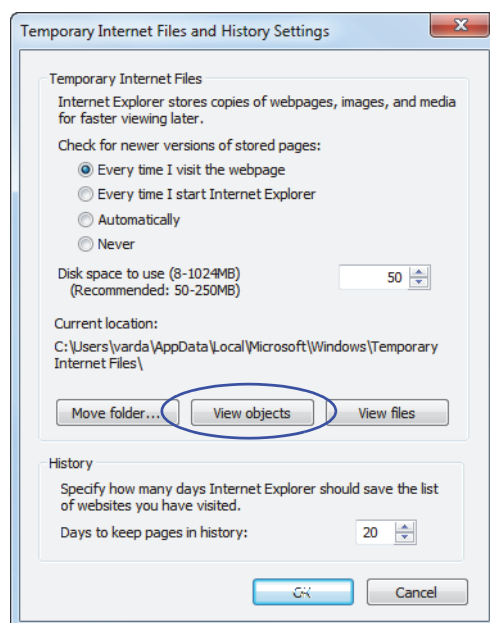 Temporary Internet Files and History Settings
Temporary Internet Files
Internet Explorer stores copies of webpages, images, and media
for faster viewing later.
Check for newer versions of stored pages:
Every time I visit the webpage
Every time I start Internet Explorer
Automatically
Never
Disk space to use (8-1024MB) 50
(Recommended: 50-250MB)
Current location:
C:\Users\varda\AppData\Local\Microsoft\Windows\Temporary
Internet Files\
Move folder... View objects View files
History
Specify how many days Internet Explorer should save the list
of websites you have visited.
Days to keep pages in history: 20
OK Cancel